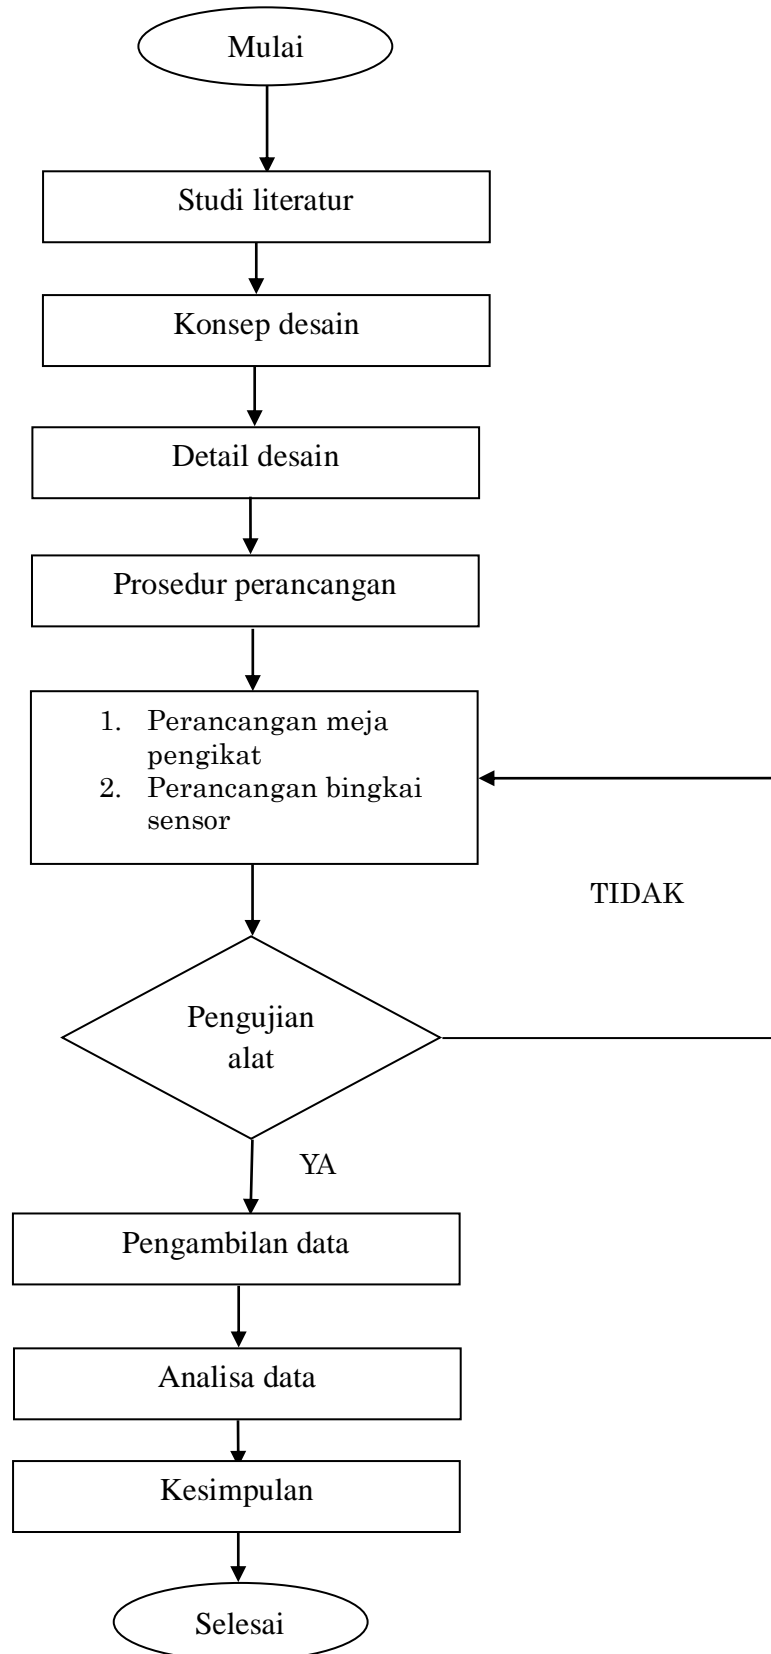 Mulai
Studi literatur
Konsep desain
Detail desain
Prosedur perancangan
1. Perancangan meja
pengikat
2. Perancangan bingkai
sensor
TIDAK
Pengujian
alat
YA
Pengambilan data
Analisa data
Kesimpulan
Selesai